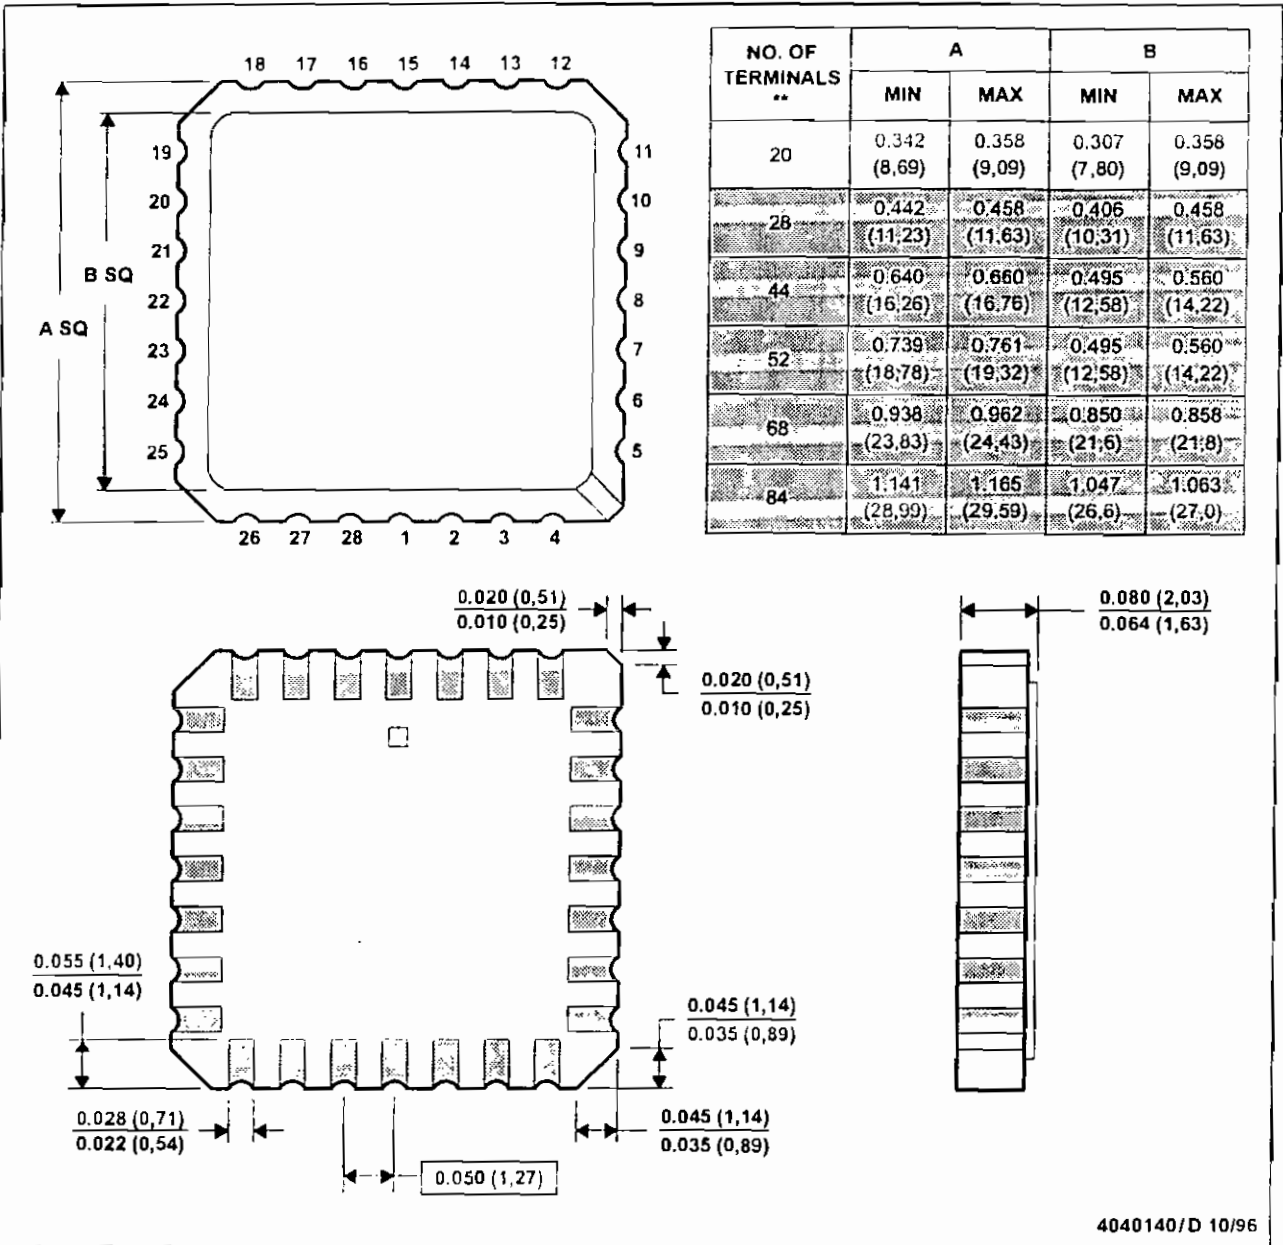 18 17 16 15 14 13 12
19
20
21
22
23
24
25
11
10
9
8
7
6
5
26 27 28 1 2 3 4
B SQ
A SQ
NO. OF TERMINALS ** A B
MIN MAX MIN MAX
20 0.342 0.358 0.307 0.358
(8,69) (9,09) (7,80) (9,09)
28 0.442 0.458 0.406 0.458
(11,23) (11,63) (10,31) (11,63)
44 0.640 0.660 0.495 0.560
(16,26) (16,76) (12,58) (14,22)
52 0.739 0.761 0.495 0.560
(18,78) (19,32) (12,58) (14,22)
68 0.938 0.962 0.850 0.858
(23,83) (24,43) (21,6) (21,8)
84 1.141 1.165 1.047 1.063
(28,99) (29,59) (26,6) (27,0)
0.020 (0,51)
0.010 (0,25)
0.020 (0,51)
0.010 (0,25)
0.080 (2,03)
0.064 (1,63)
0.055 (1,40)
0.045 (1,14)
0.045 (1,14)
0.035 (0,89)
0.028 (0,71)
0.022 (0,54)
0.045 (1,14)
0.035 (0,89)
0.050 (1,27)
4040140/D 10/96